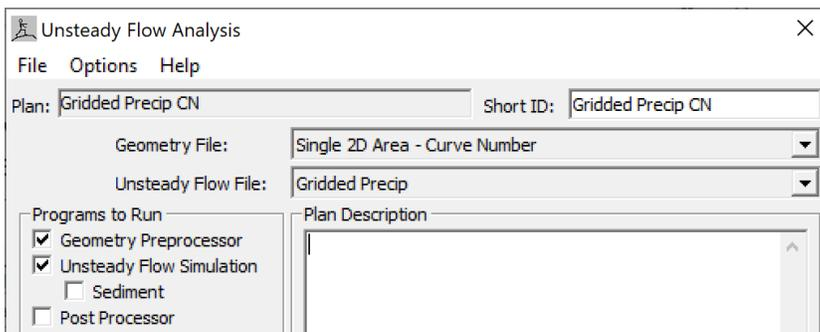 Unsteady Flow Analysis
File Options Help
Plan: Gridded Precip CN Short ID: Gridded Precip CN
Geometry File: Single 2D Area - Curve Number
Unsteady Flow File: Gridded Precip
Programs to Run Plan Description
Geometry Preprocessor
Unsteady Flow Simulation
Sediment
Post Processor